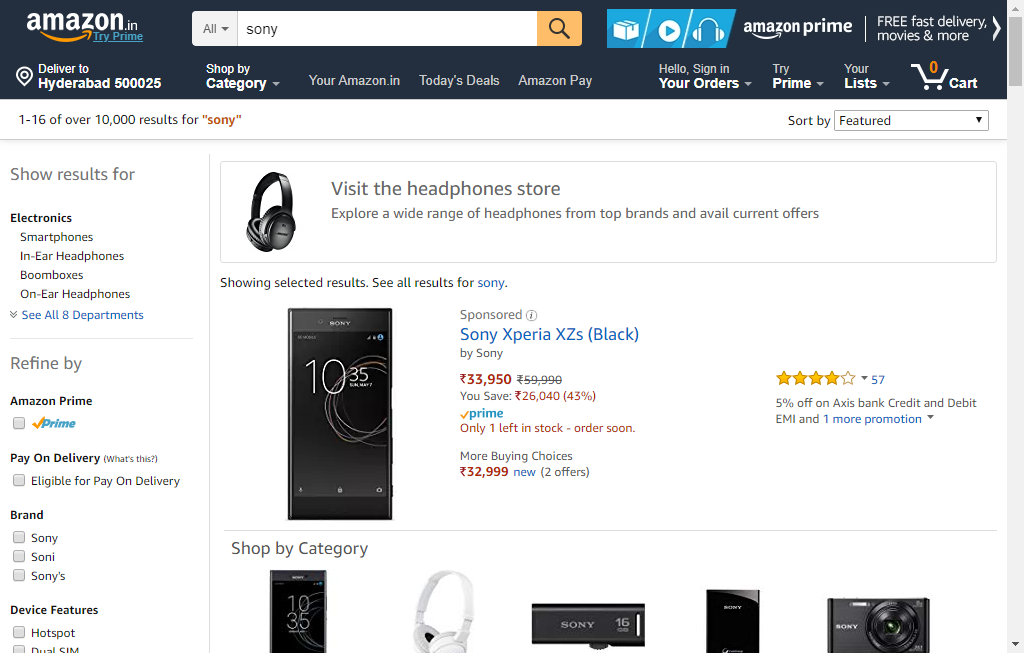 amazon.in
Try Prime
All
sony
amazon prime
FREE fast delivery, movies & more
Deliver to
Hyderabad 500025
Shop by
Category
Your Amazon.in
Today's Deals
Amazon Pay
Hello, Sign in
Your Orders
Try
Prime
Your
Lists
0
Cart
1-16 of over 10,000 results for "sony"
Sort by Featured
Show results for
Electronics
Smartphones
In-Ear Headphones
Boomboxes
On-Ear Headphones
See All 8 Departments
Refine by
Amazon Prime
Prime
Pay On Delivery (What's this?)
Eligible for Pay On Delivery
Brand
Sony
Soni
Sony's
Device Features
Hotspot
Dual SIM
Visit the headphones store
Explore a wide range of headphones from top brands and avail current offers
Showing selected results. See all results for sony.
SONY
10 35
SUN, MAY 7
Sponsored
Sony Xperia XZs (Black)
by Sony
₹33,950 ₹59,990
You Save: ₹26,040 (43%)
prime
Only 1 left in stock - order soon.
More Buying Choices
₹32,999 new (2 offers)
57
5% off on Axis bank Credit and Debit
EMI and 1 more promotion
Shop by Category
SONY
10
35
SONY 16 GB
SONY
SONY